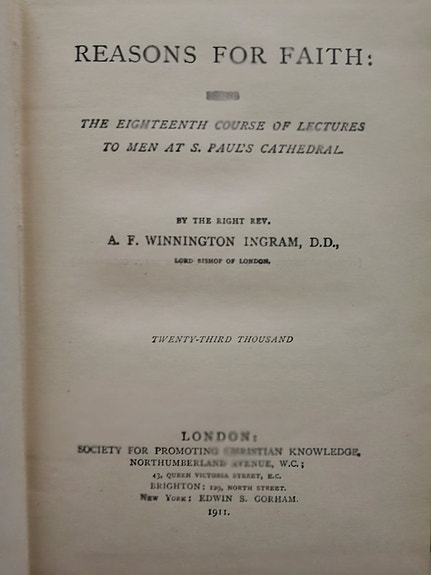 REASONS FOR FAITH:
THE EIGHTEENTH COURSE OF LECTURES
TO MEN AT S. PAUL'S CATHEDRAL.
BY THE RIGHT REV.
A. F. WINNINGTON INGRAM, D.D.,
LORD BISHOP OF LONDON.
TWENTY-THIRD THOUSAND
LONDON:
SOCIETY FOR PROMOTING CHRISTIAN KNOWLEDGE,
NORTHUMBERLAND AVENUE, W.C.;
43, QUEEN VICTORIA STREET, E.C.
BRIGHTON: 129, NORTH STREET.
NEW YORK: EDWIN S. GORHAM.
1911.